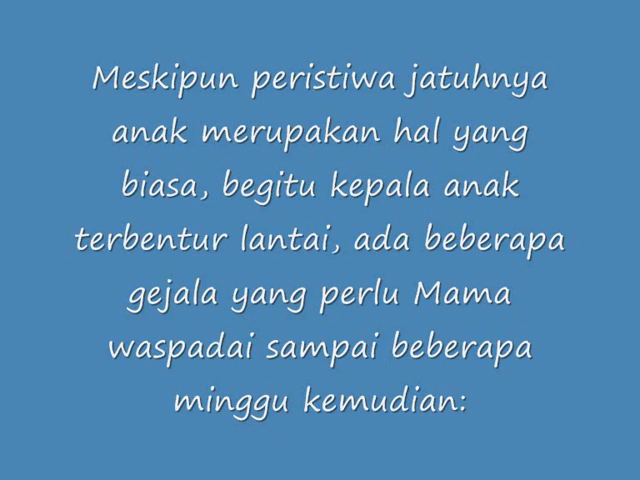 Meskipun peristiwa jatuhnya
anak merupakan hal yang
biasa, begitu kepala anak
terbentur lantai, ada beberapa
gejala yang perlu Mama
waspadai sampai beberapa
minggu kemudian: